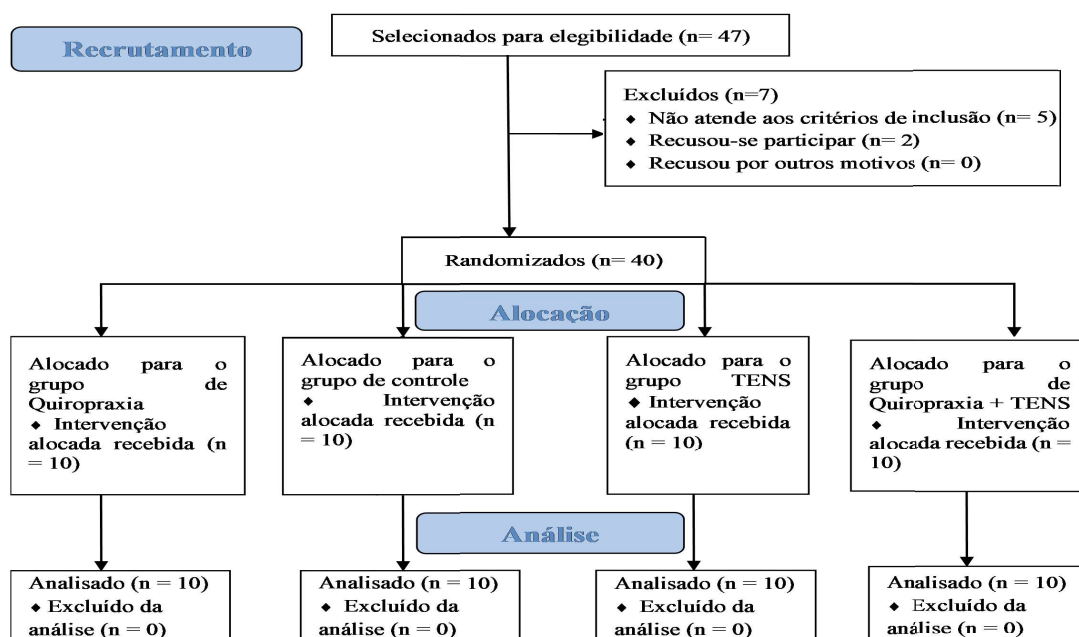 Recrutamento
Selecionados para elegibilidade (n= 47)
Excluídos (n=7)
◆ Não atende aos critérios de inclusão (n= 5)
◆ Recusou-se participar (n= 2)
◆ Recusou por outros motivos (n= 0)
Randomizados (n= 40)
Alocação
Alocado para o
grupo de
Quiropraxia
◆ Intervenção
alocada recebida (n
= 10)
Alocado para o
grupo de controle
◆ Intervenção
alocada recebida (n
= 10)
Alocado para o
grupo TENS
◆ Intervenção
alocada recebida
(n = 10)
Alocado para o
grupo de
Quiropraxia + TENS
◆ Intervenção
alocada recebida (n =
10)
Análise
Analisado (n = 10)
◆ Excluído da
análise (n = 0)
Analisado (n = 10)
◆ Excluído da
análise (n = 0)
Analisado (n = 10)
◆ Excluído da
análise (n = 0)
Analisado (n = 10)
◆ Excluído da
análise (n = 0)